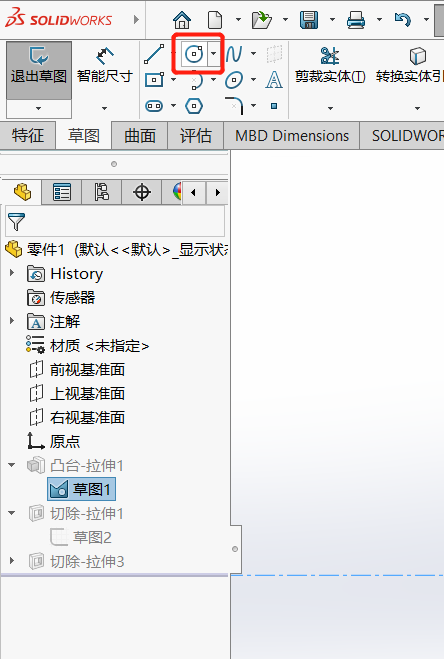 SOLIDWORKS
退出草图 智能尺寸 剪裁实体(T) 转换实体引
A
特征 草图 曲面 评估 MBD Dimensions SOLIDWOR
零件1 (默认<<默认>_显示状态
History
传感器
A 注解
材质 <未指定>
前视基准面
上视基准面
右视基准面
原点
凸台-拉伸1
草图1
切除-拉伸1
草图2
切除-拉伸3